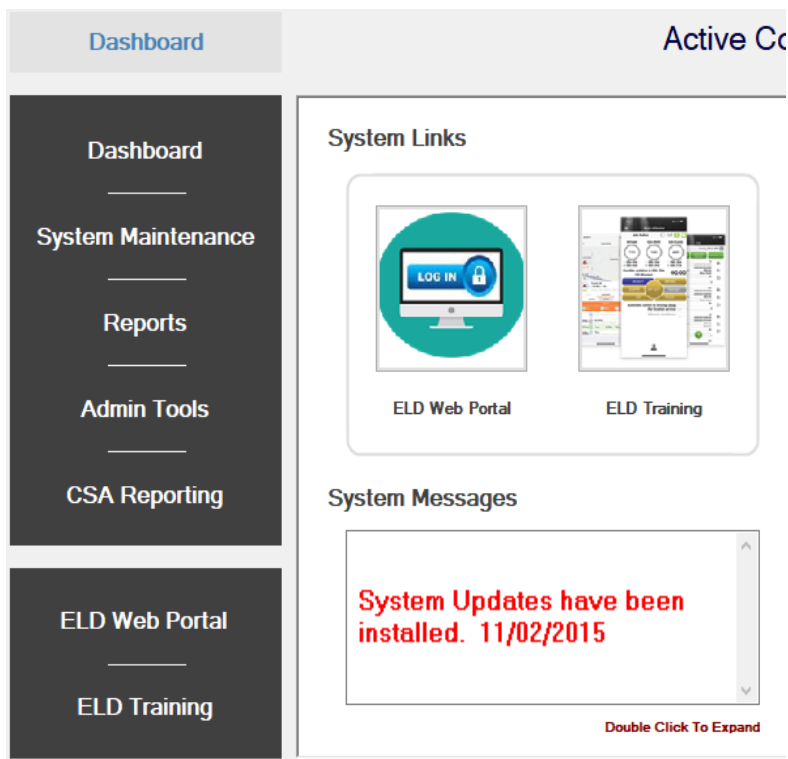 Dashboard
Active Co
Dashboard
System Maintenance
Reports
Admin Tools
CSA Reporting
ELD Web Portal
ELD Training
System Links
LOG IN
ELD Web Portal
ELD Training
System Messages
System Updates have been
installed. 11/02/2015
Double Click To Expand